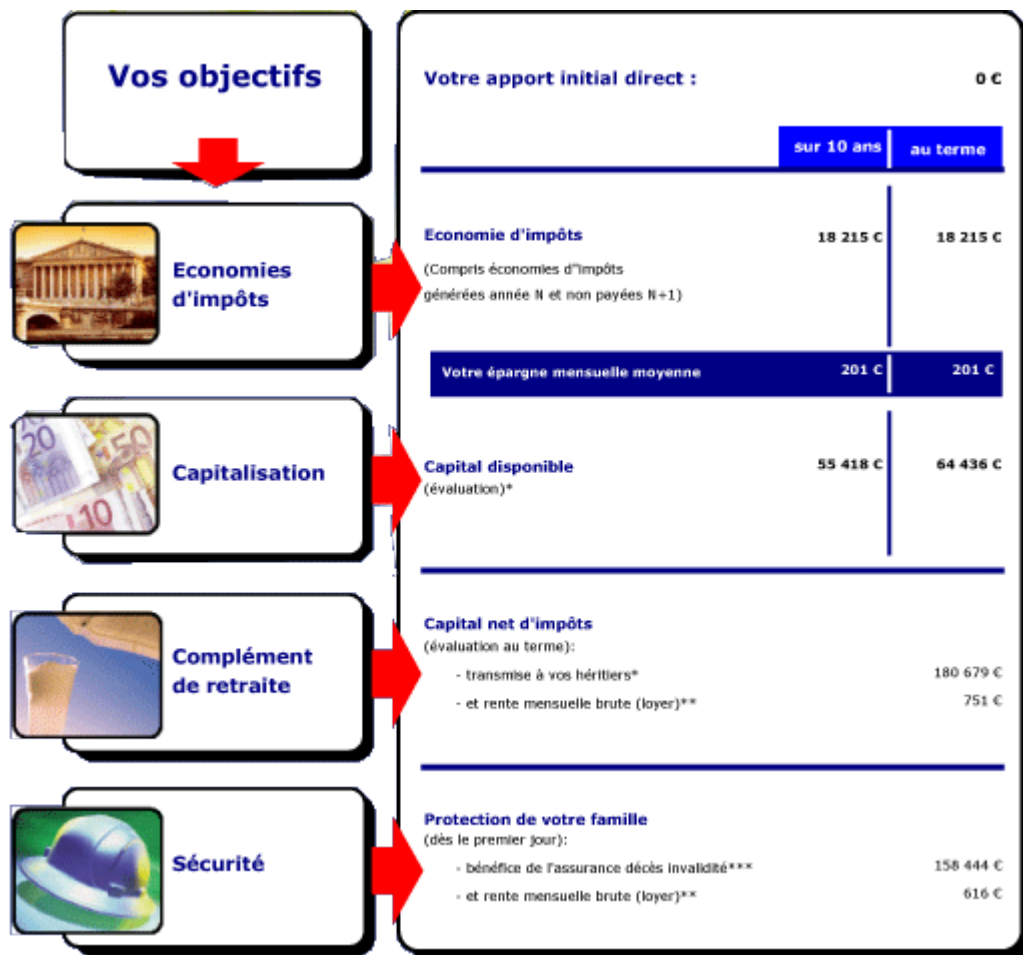 Vos objectifs
Votre apport initial direct : 0 €
sur 10 ans au terme
Economies
d'impôts
Economie d'impôts 18 215 € 18 215 €
(Compris économies d"impôts
générées année N et non payées N+1)
Votre épargne mensuelle moyenne 201 € 201 €
20
50
10
Capitalisation
Capital disponible 55 418 € 64 436 €
(évaluation)*
Complément
de retraite
Capital net d'impôts
(évaluation au terme):
- transmise à vos héritiers* 180 679 €
- et rente mensuelle brute (loyer)** 751 €
Sécurité
Protection de votre famille
(dès le premier jour):
- bénéfice de l'assurance décès invalidité*** 158 444 €
- et rente mensuelle brute (loyer)** 616 €